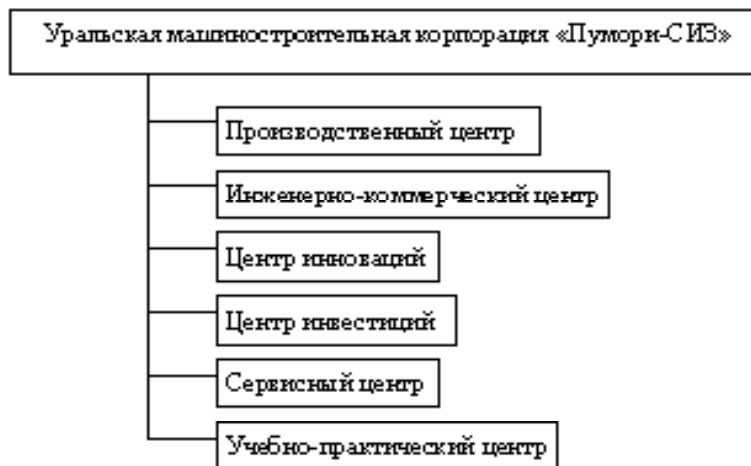 Уральская машиностроительная корпорация «Пумори-СИЗ»
Производственный центр
Инженерно-коммерческий центр
Центр инноваций
Центр инвестиций
Сервисный центр
Учебно-практический центр